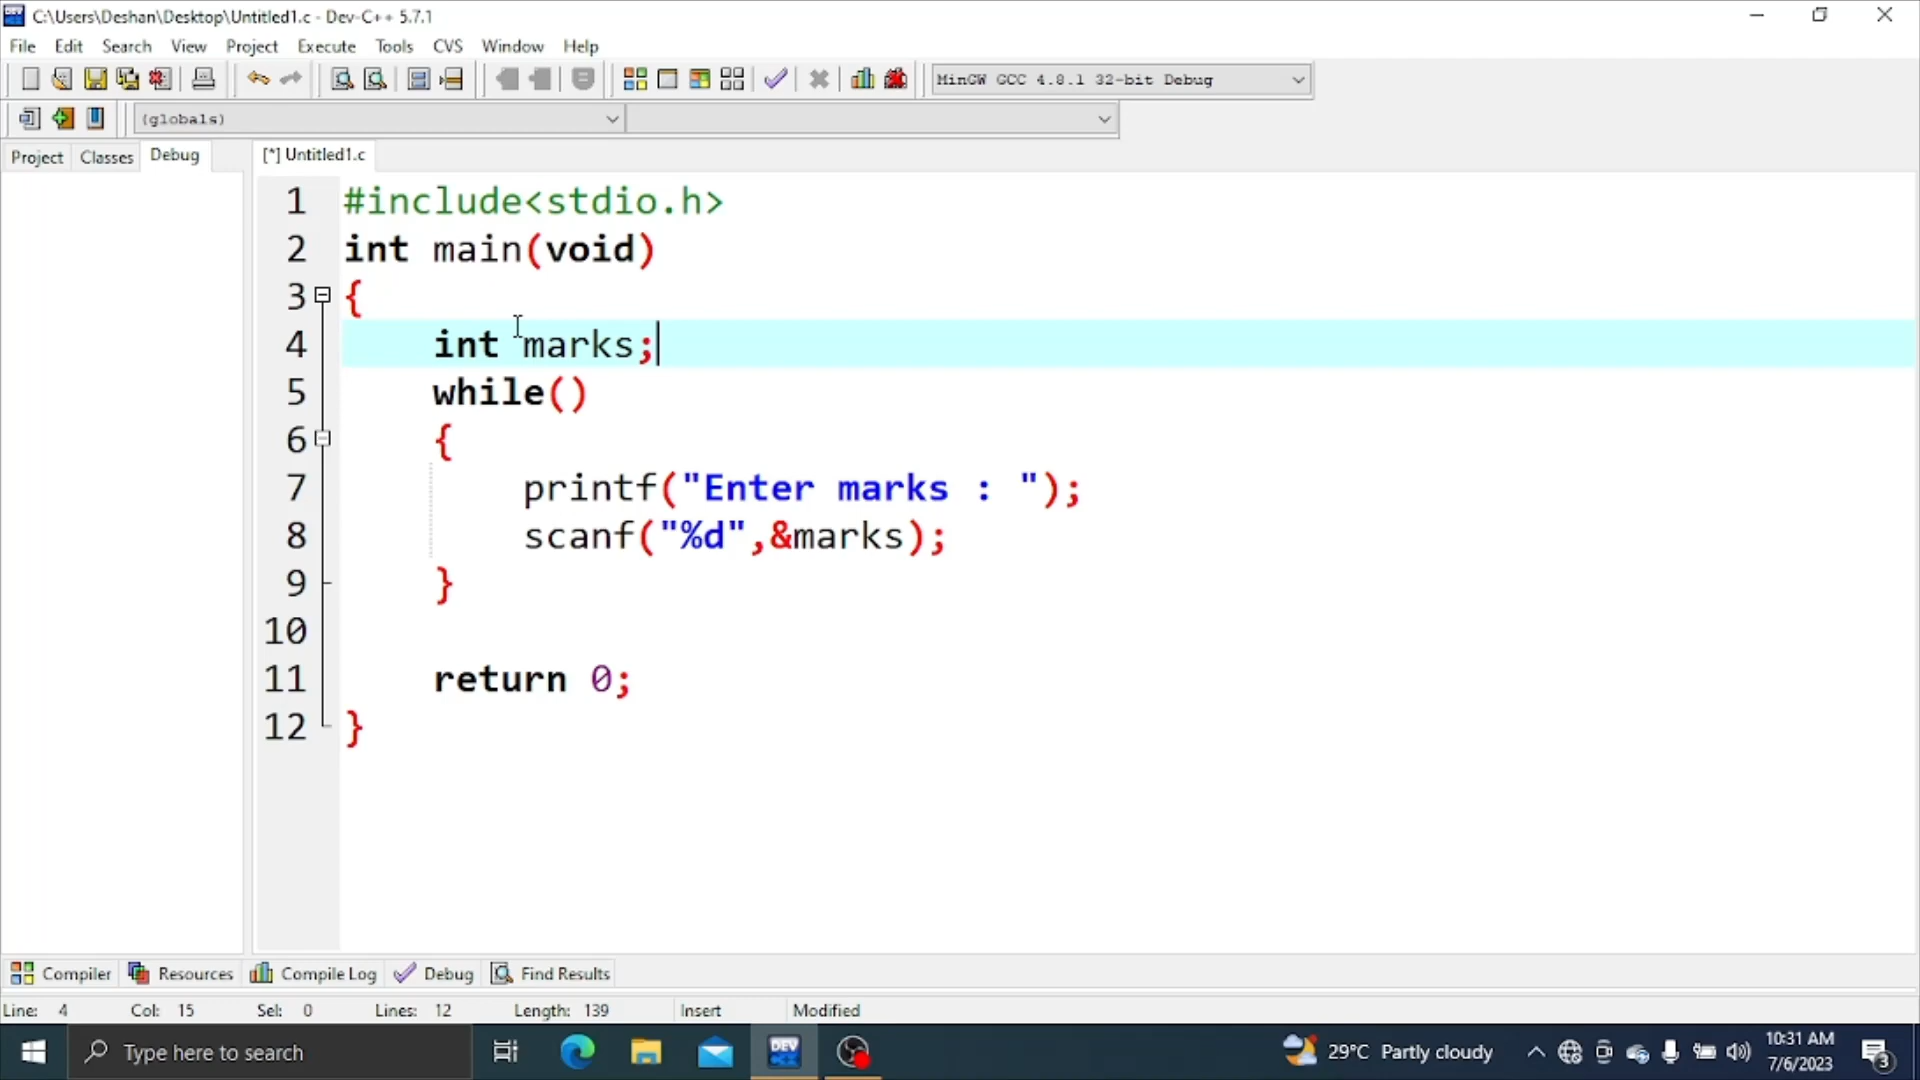 C:\Users\Deshan\Desktop\Untitled1.c - Dev-C++ 5.7.1
File Edit Search View Project Execute Tools CVS Window Help
MinGW GCC 4.8.1 32-bit Debug
(globals)
Project Classes Debug [*] Untitled1.c
1 #include<stdio.h>
2 int main(void)
3 {
4 int marks;
5 while()
6 {
7 printf("Enter marks : ");
8 scanf("%d",&marks);
9 }
10
11 return 0;
12 }
Compiler Resources Compile Log Debug Find Results
Line: 4 Col: 15 Sel: 0 Lines: 12 Length: 139 Insert Modified
Type here to search DEV C++ 29°C Partly cloudy 10:31 AM
7/6/2023 3